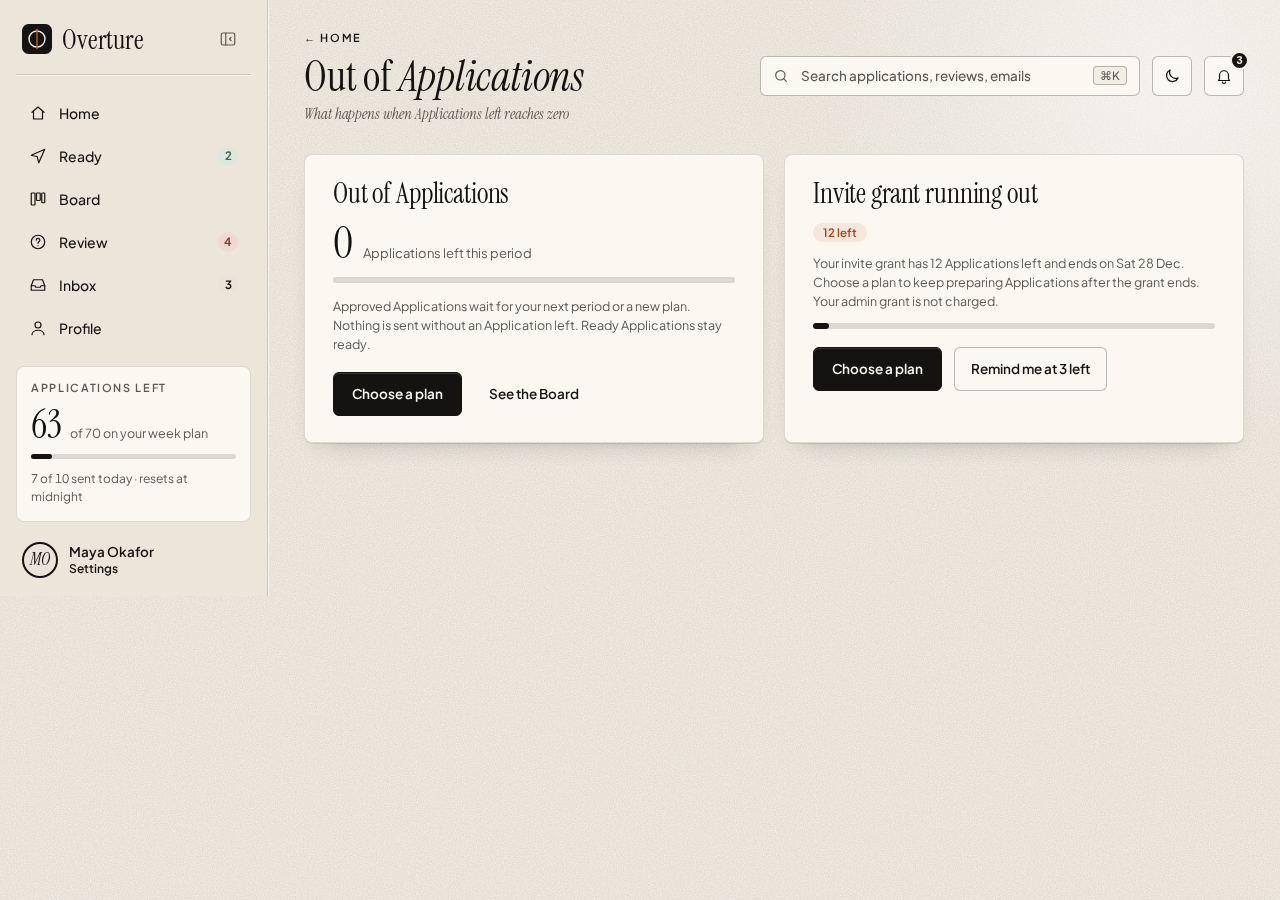 Overture
Home
Ready 2
Board
Review 4
Inbox 3
Profile
APPLICATIONS LEFT
63 of 70 on your week plan
7 of 10 sent today · resets at
midnight
MO
Maya Okafor
Settings
← HOME
Out of Applications
What happens when Applications left reaches zero
Search applications, reviews, emails ⌘K
3
Out of Applications
0 Applications left this period
Approved Applications wait for your next period or a new plan.
Nothing is sent without an Application left. Ready Applications stay
ready.
Choose a plan See the Board
Invite grant running out
12 left
Your invite grant has 12 Applications left and ends on Sat 28 Dec.
Choose a plan to keep preparing Applications after the grant ends.
Your admin grant is not charged.
Choose a plan Remind me at 3 left